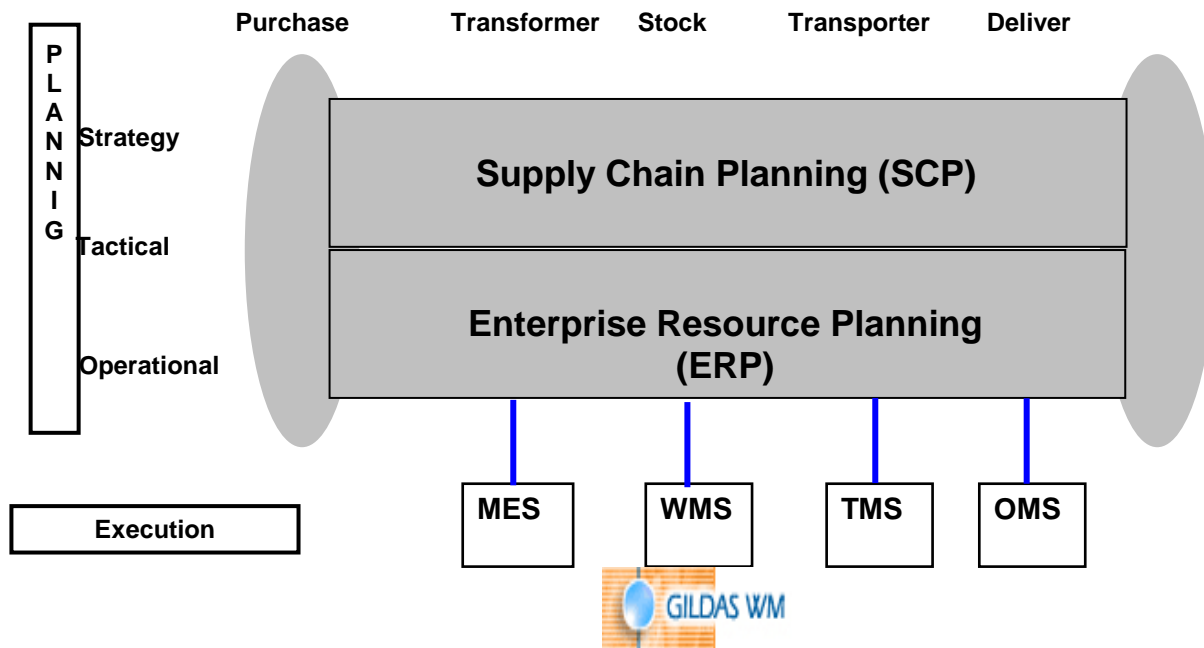 Purchase Transformer Stock Transporter Deliver
PLANNIG
Strategy
Supply Chain Planning (SCP)
Tactical
Enterprise Resource Planning
(ERP)
Operational
MES WMS TMS OMS
Execution
GILDAS WM